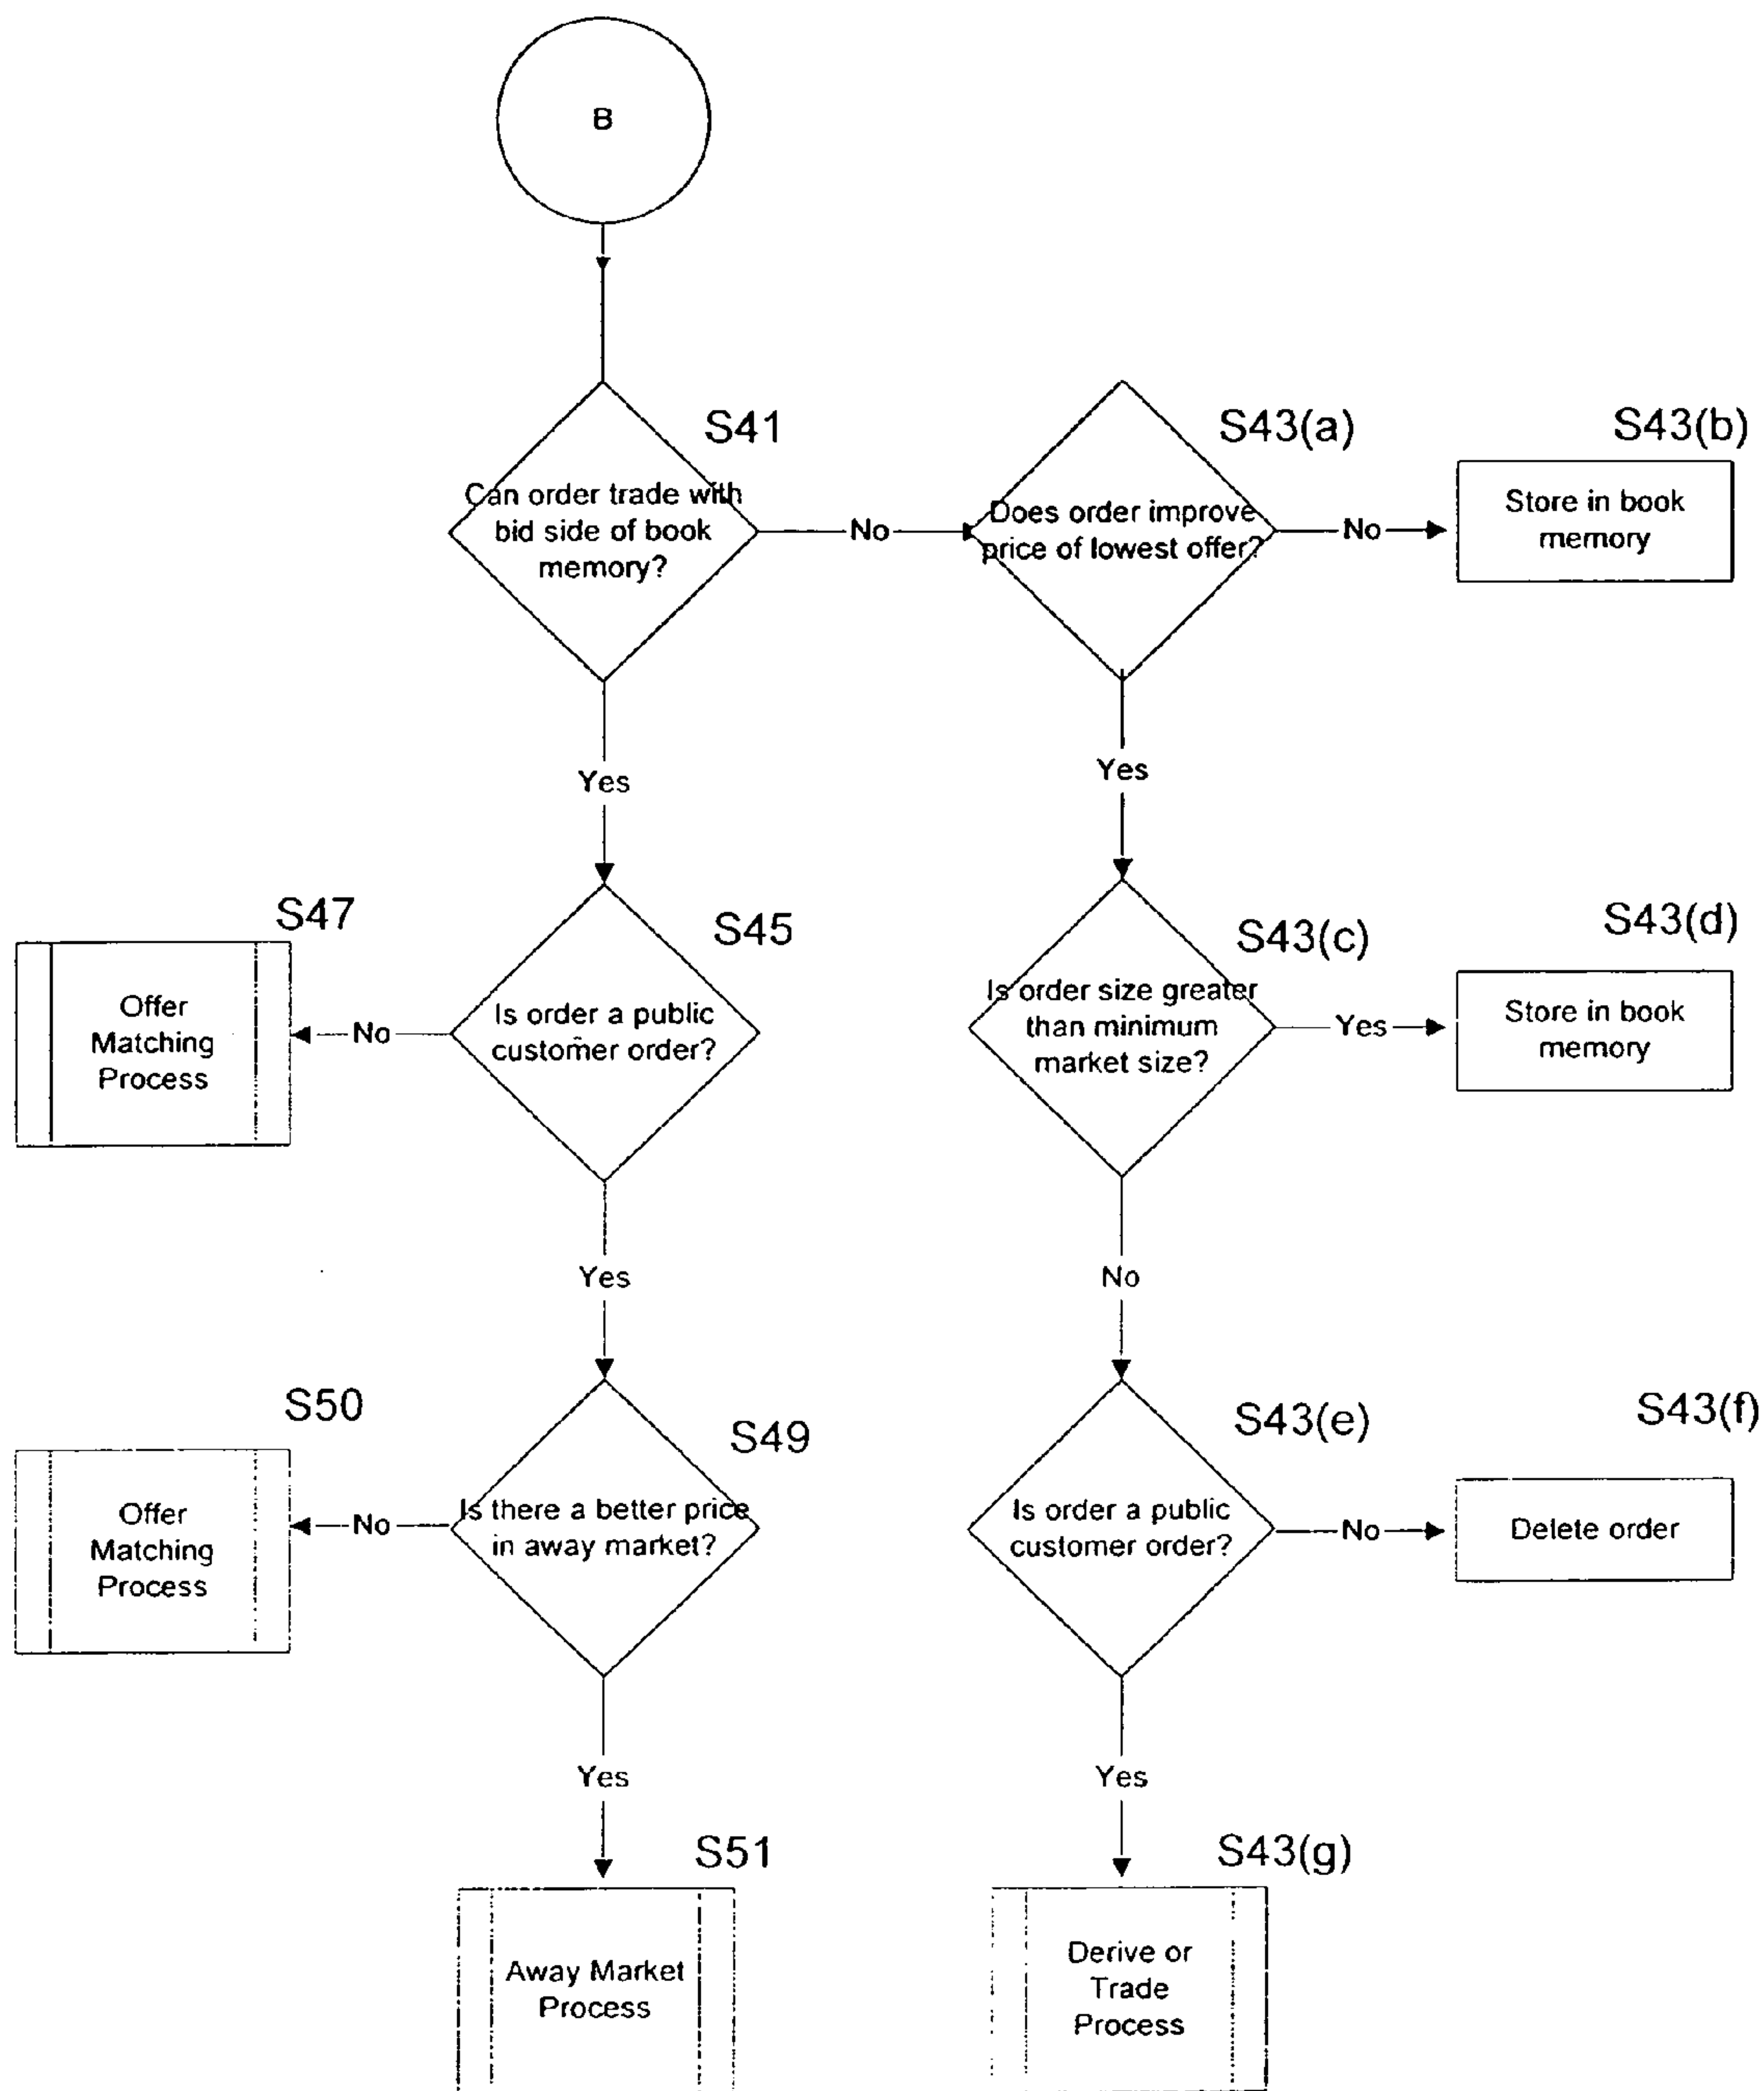 B
S41
Can order trade with
bid side of book
memory?
No
S43(a)
Does order improve
price of lowest offer?
No
S43(b)
Store in book
memory
Yes
Yes
S47
Offer
Matching
Process
No
S45
Is order a public
customer order?
S43(c)
Is order size greater
than minimum
market size?
Yes
S43(d)
Store in book
memory
Yes
No
S50
Offer
Matching
Process
No
S49
Is there a better price
in away market?
S43(e)
Is order a public
customer order?
No
S43(f)
Delete order
Yes
Yes
S51
Away Market
Process
S43(g)
Derive or
Trade
Process